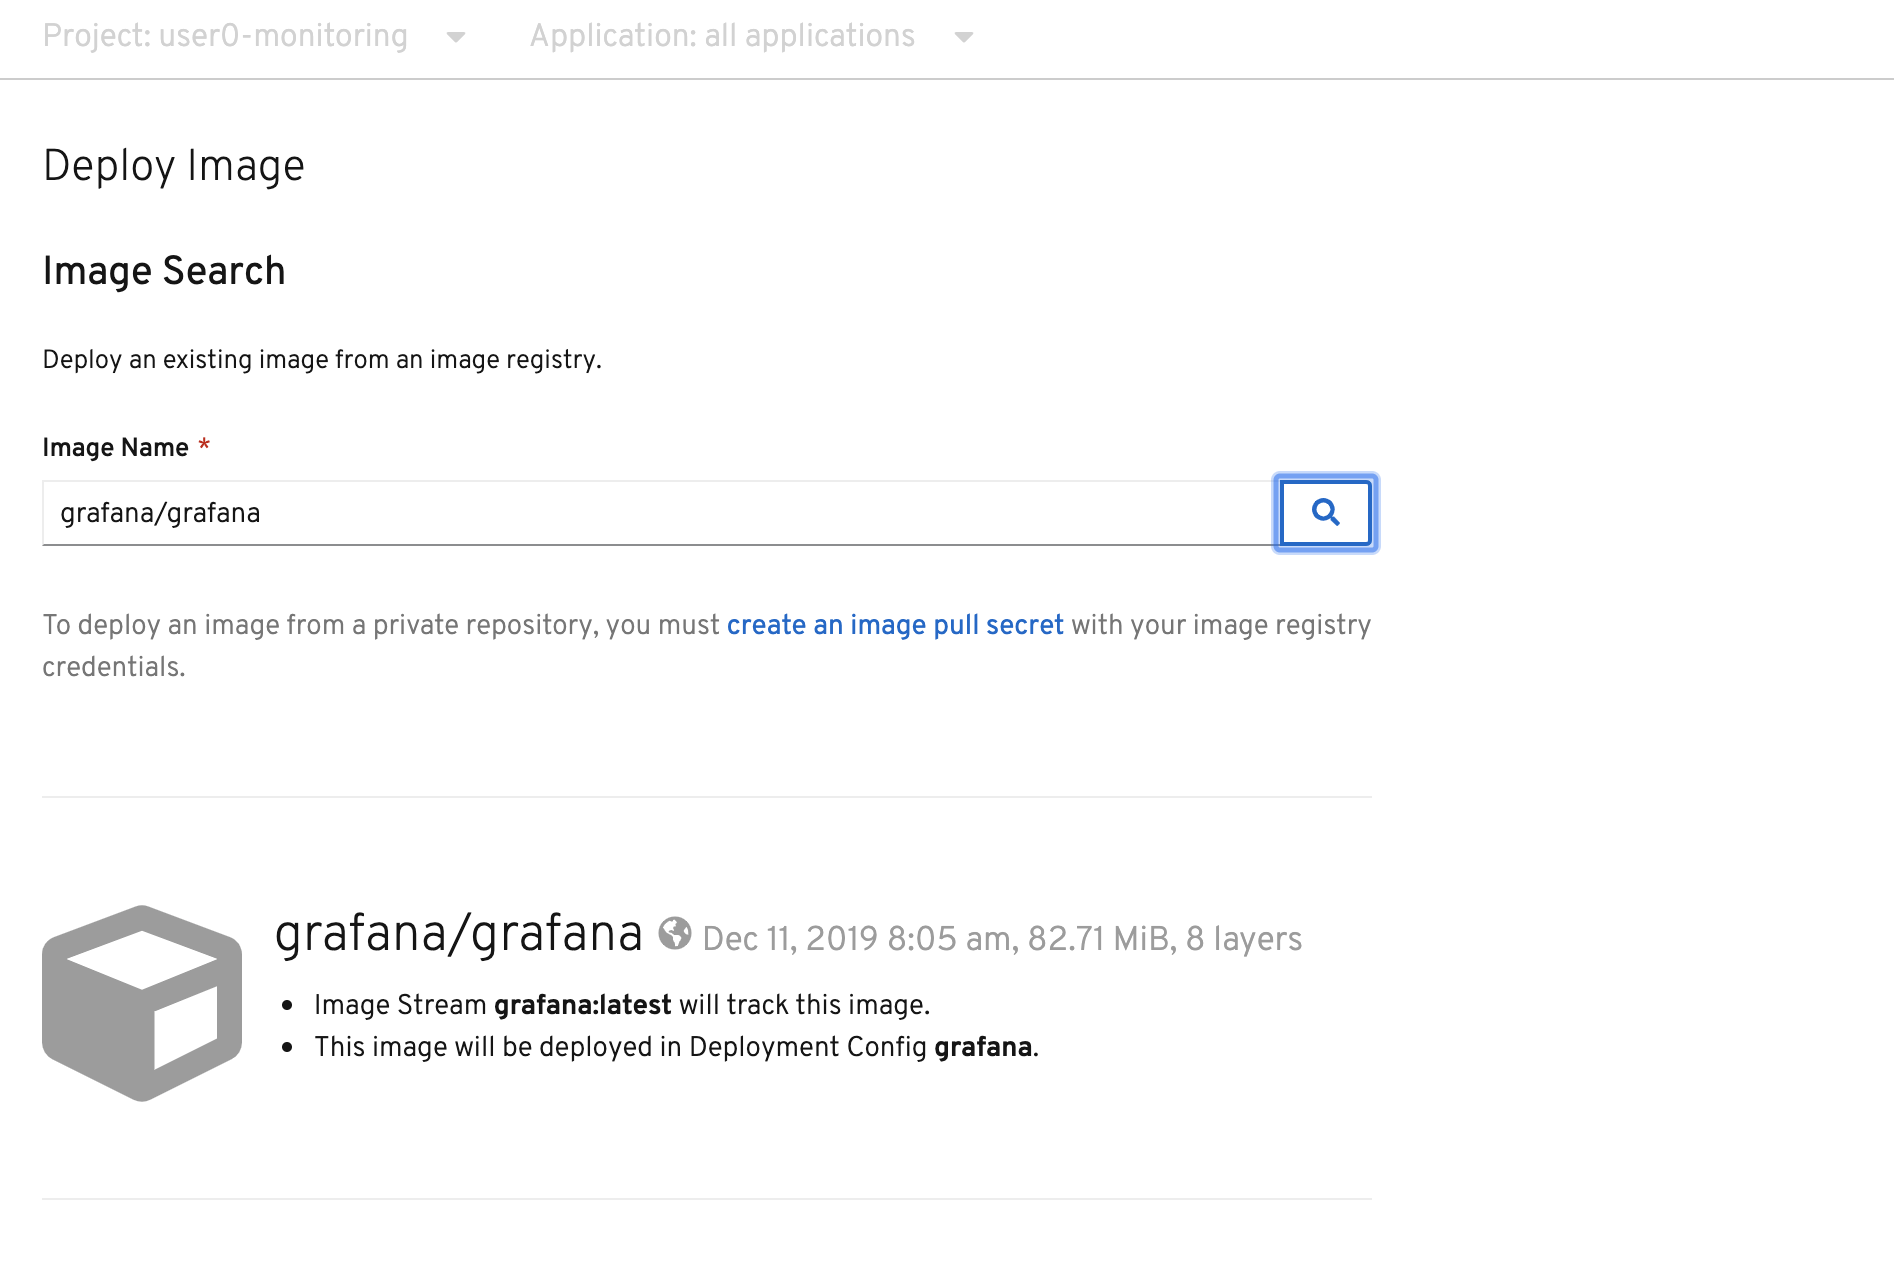 Project: user0-monitoring Application: all applications
Deploy Image
Image Search
Deploy an existing image from an image registry.
Image Name *
grafana/grafana
To deploy an image from a private repository, you must create an image pull secret with your image registry
credentials.
grafana/grafana Dec 11, 2019 8:05 am, 82.71 MiB, 8 layers
• Image Stream grafana:latest will track this image.
• This image will be deployed in Deployment Config grafana.